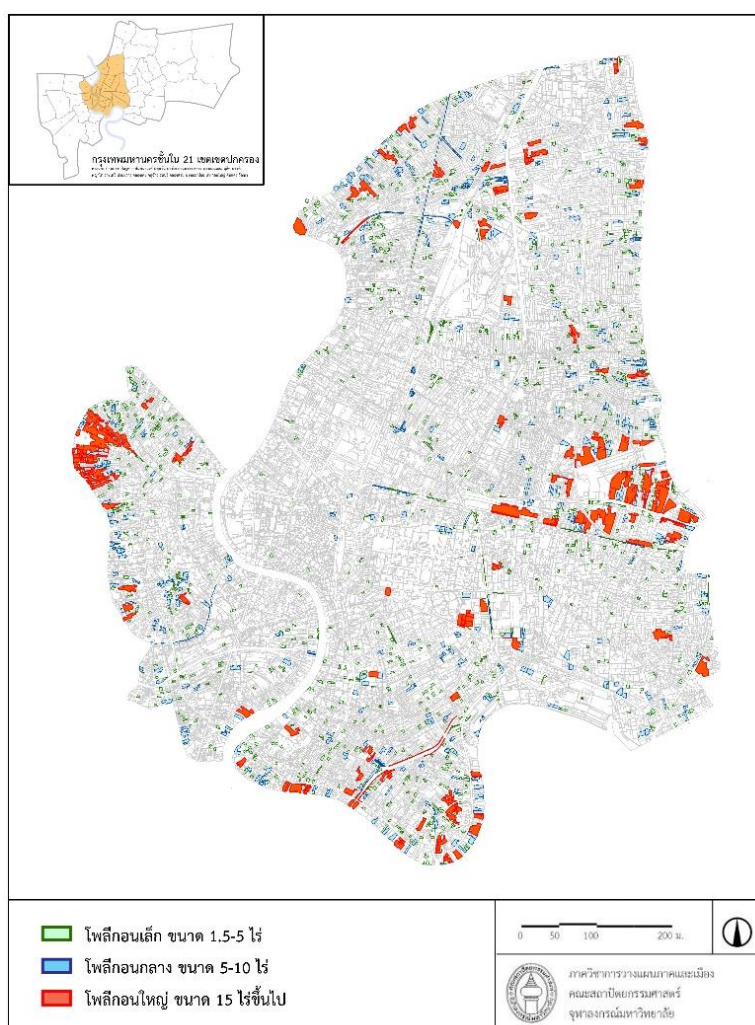 กรุงเทพมหานครชั้นใน 21 เขตเขตปกครอง
โพลีกอนเล็ก ขนาด 1.5-5 ไร่
โพลีกอนกลาง ขนาด 5-10 ไร่
โพลีกอนใหญ่ ขนาด 15 ไร่ขึ้นไป
0 50 100 200 ม.
ภาควิชาการวางแผนภาคและเมือง
คณะสถาปัตยกรรมศาสตร์
จุฬาลงกรณ์มหาวิทยาลัย